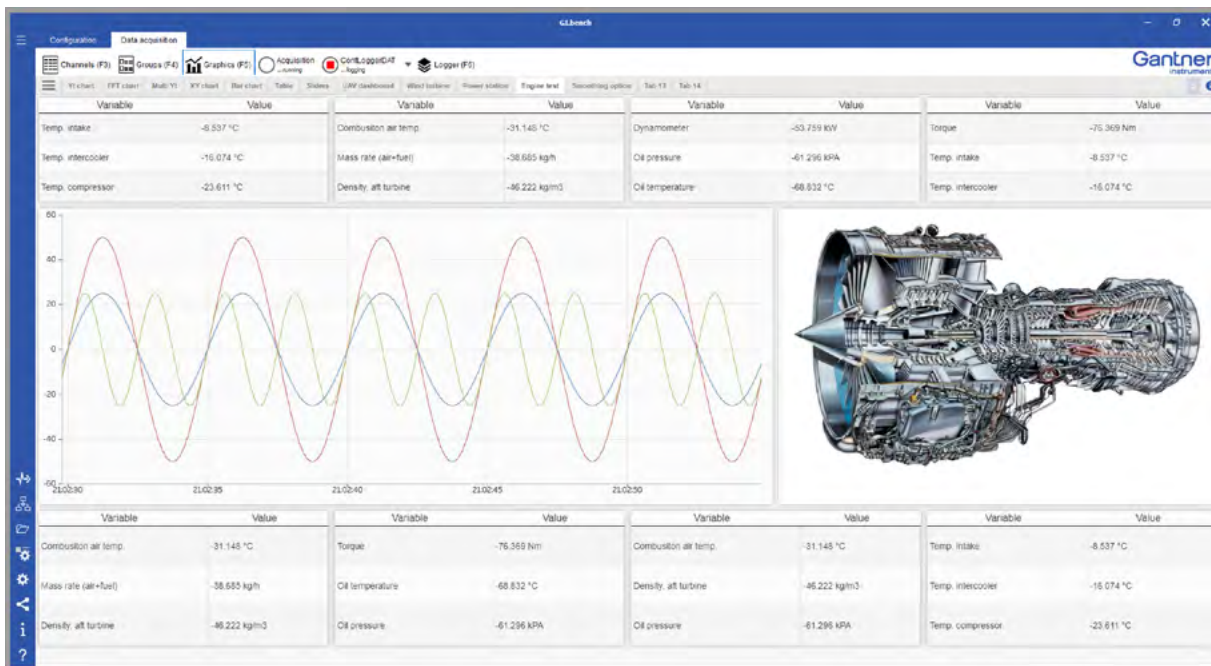 GI.bench
Configuration Data acquisition
Channels (F3) Groups (F4) Graphics (F5) Acquisition ...running ContLoggerDAT ...logging Logger (F6)
Gantner
instruments
Yt chart FFT chart Multi Yt XY chart Bar chart Table Sliders UAV dashboard Wind turbine Power station Engine test Smoothing option Tab-13 Tab-14
Variable Value Variable Value Variable Value Variable Value
Temp. intake -8.537 °C Combusiton air temp. -31.148 °C Dynamometer -53.759 kW Torque -76.369 Nm
Temp. intercooler -16.074 °C Mass rate (air+fuel) -38.685 kg/h Oil pressure -61.296 kPA Temp. intake -8.537 °C
Temp. compressor -23.611 °C Density, aft turbine -46.222 kg/m3 Oil temperature -68.832 °C Temp. intercooler -16.074 °C
60
40
20
0
-20
-40
-60
21:02:30 21:02:35 21:02:40 21:02:45 21:02:50
Variable Value Variable Value Variable Value Variable Value
Combusiton air temp. -31.148 °C Torque -76.369 Nm Combusiton air temp. -31.148 °C Temp. intake -8.537 °C
Mass rate (air+fuel) -38.685 kg/h Oil temperature -68.832 °C Density, aft turbine -46.222 kg/m3 Temp. intercooler -16.074 °C
Density, aft turbine -46.222 kg/m3 Oil pressure -61.296 kPA Oil pressure -61.296 kPA Temp. compressor -23.611 °C